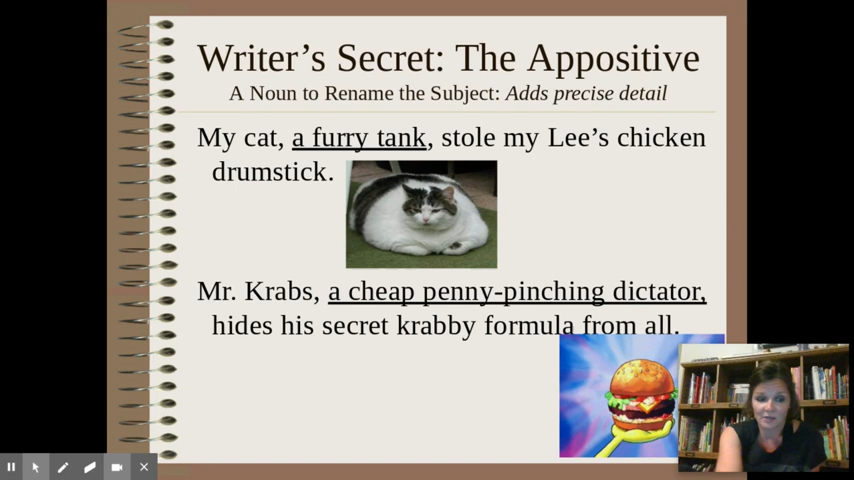 Writer’s Secret: The Appositive
A Noun to Rename the Subject: Adds precise detail
My cat, a furry tank, stole my Lee’s chicken
drumstick.
Mr. Krabs, a cheap penny-pinching dictator,
hides his secret krabby formula from all.